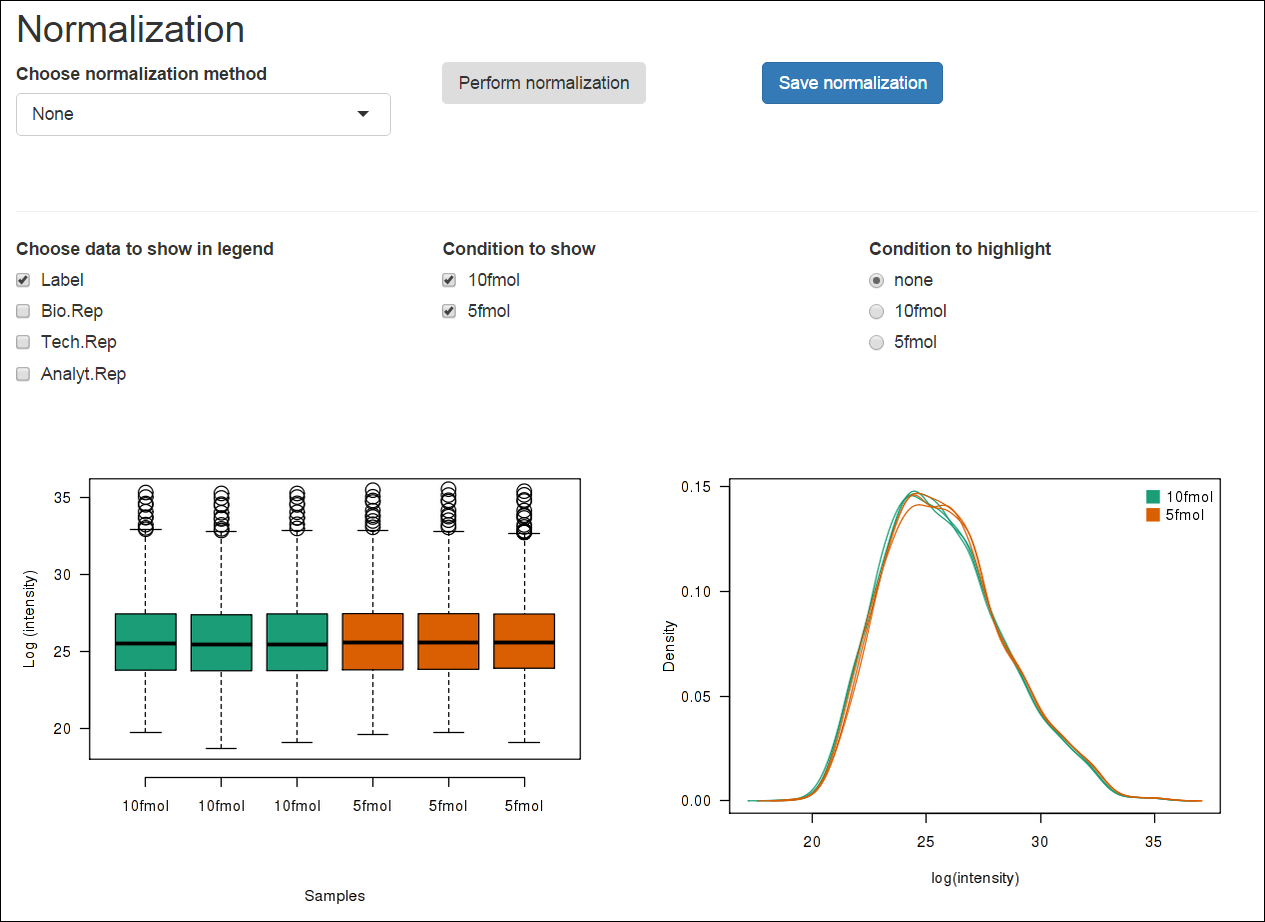 Normalization
Choose normalization method
None
Perform normalization
Save normalization
Choose data to show in legend
Label
Bio.Rep
Tech.Rep
Analyt.Rep
Condition to show
10fmol
5fmol
Condition to highlight
none
10fmol
5fmol
Log (intensity)
35
30
25
20
10fmol 10fmol 10fmol 5fmol 5fmol 5fmol
Samples
Density
0.15
0.10
0.05
0.00
10fmol
5fmol
20 25 30 35
log(intensity)